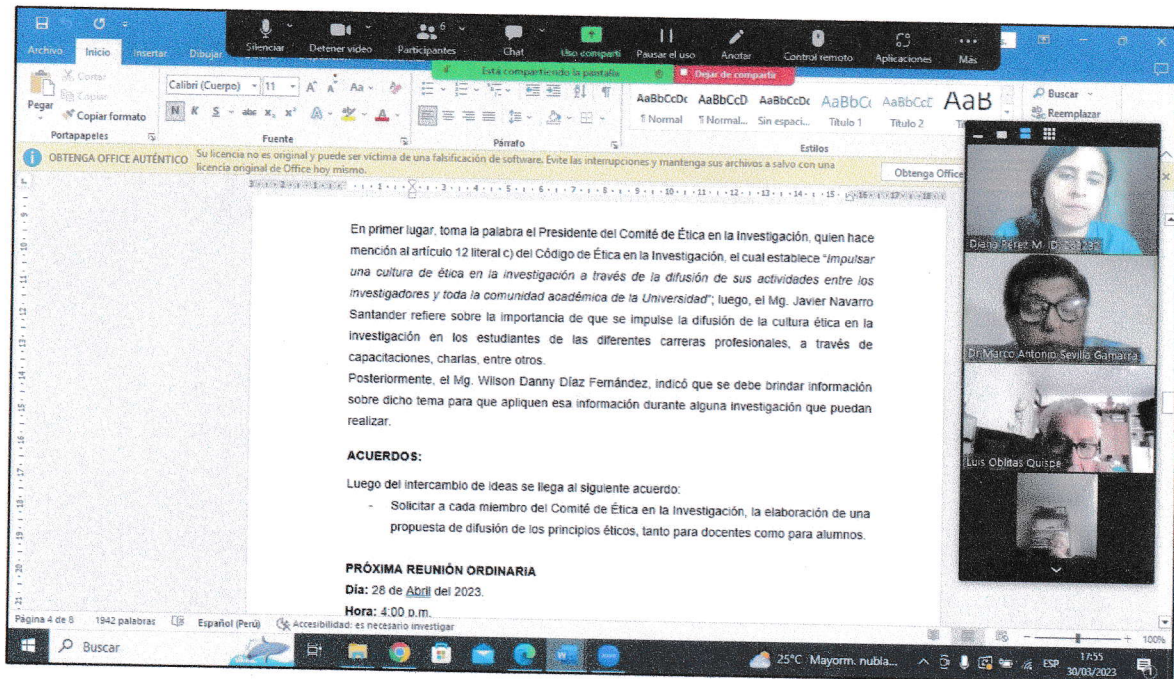 Silenciar Detener video Participantes 6 Chat Uso comparti Pausar el uso Anotar Control remoto Aplicaciones Más
Archivo Inicio Insertar Dibujar
Está compartiendo la pantalla Dejar de compartir
Pegar
Cortar
Copiar
Copiar formato
Portapapeles
Calibri (Cuerpo) 11
N K S abc x₂ x²
Fuente
Párrafo
AaBbCcDc AaBbCcD AaBbCcDc AaBbC AaBbCcC AaB
¶ Normal ¶ Normal... Sin espaci... Título 1 Título 2
Estilos
Buscar
Reemplazar
OBTENGA OFFICE AUTÉNTICO Su licencia no es original y puede ser víctima de una falsificación de software. Evite las interrupciones y mantenga sus archivos a salvo con una
licencia original de Office hoy mismo.
Obtenga Office
En primer lugar, toma la palabra el Presidente del Comité de Ética en la Investigación, quien hace
mención al artículo 12 literal c) del Código de Ética en la Investigación, el cual establece "Impulsar
una cultura de ética en la investigación a través de la difusión de sus actividades entre los
investigadores y toda la comunidad académica de la Universidad"; luego, el Mg. Javier Navarro
Santander refiere sobre la importancia de que se impulse la difusión de la cultura ética en la
investigación en los estudiantes de las diferentes carreras profesionales, a través de
capacitaciones, charlas, entre otros.
Posteriormente, el Mg. Wilson Danny Díaz Fernández, indicó que se debe brindar información
sobre dicho tema para que apliquen esa información durante alguna investigación que puedan
realizar.
ACUERDOS:
Luego del intercambio de ideas se llega al siguiente acuerdo:
- Solicitar a cada miembro del Comité de Ética en la Investigación, la elaboración de una
propuesta de difusión de los principios éticos, tanto para docentes como para alumnos.
PRÓXIMA REUNIÓN ORDINARIA
Día: 28 de Abril del 2023.
Hora: 4:00 p.m.
Diana Pérez M. ID:
Dr Marco Antonio Sevilla Gamarra
Luis Oblitas Quispe
Página 4 de 8 1942 palabras Español (Perú) Accesibilidad: es necesario investigar
100%
Buscar
25°C Mayorm. nubla... ESP 17:55
30/03/2023